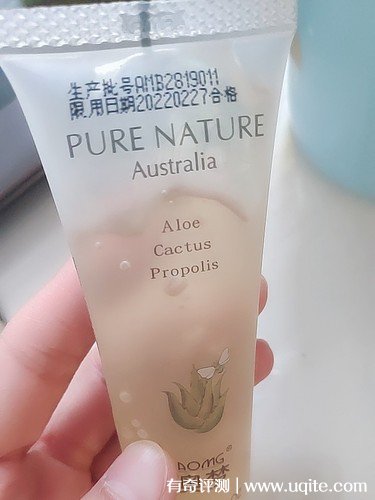 生产批号AMB2819011
限用日期20220227合格
PURE NATURE
Australia
Aloe
Cactus
Propolis
AOMG®
有奇评测 | www.uqite.com